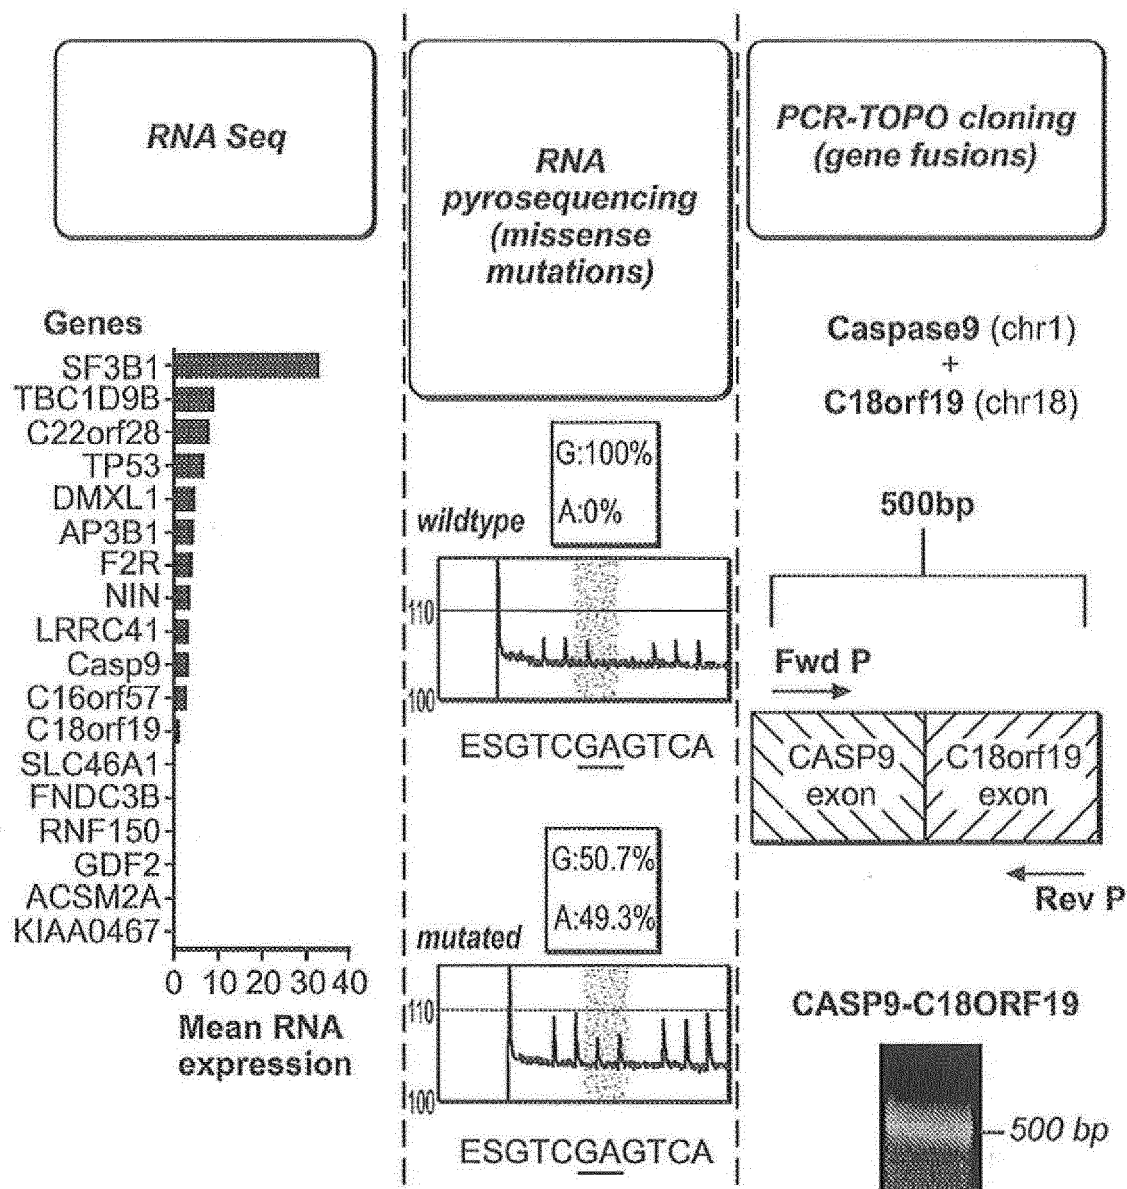 RNA Seq
Genes
SF3B1
TBC1D9B
C22orf28
TP53
DMXL1
AP3B1
F2R
NIN
LRRC41
Casp9
C16orf57
C18orf19
SLC46A1
FNDC3B
RNF150
GDF2
ACSM2A
KIAA0467
0 10 20 30 40
Mean RNA
expression
RNA
pyrosequencing
(missense
mutations)
G:100%
A:0%
wildtype
110
100
ESGTCGAGTCA
G:50.7%
A:49.3%
mutated
110
100
ESGTCGAGTCA
PCR-TOPO cloning
(gene fusions)
Caspase9 (chr1)
+
C18orf19 (chr18)
500bp
Fwd P
CASP9
exon
C18orf19
exon
Rev P
CASP9-C18ORF19
500 bp